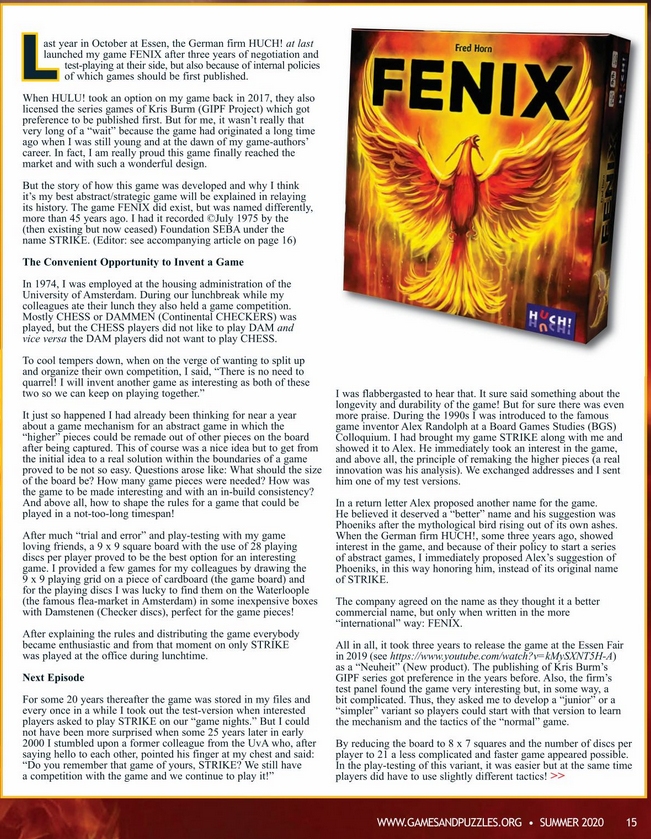 Last year in October at Essen, the German firm HUCH! at last
launched my game FENIX after three years of negotiation and
test-playing at their side, but also because of internal policies
of which games should be first published.
When HULU! took an option on my game back in 2017, they also
licensed the series games of Kris Burm (GIPF Project) which got
preference to be published first. But for me, it wasn't really that
very long of a “wait” because the game had originated a long time
ago when I was still young and at the dawn of my game-authors'
career. In fact, I am really proud this game finally reached the
market and with such a wonderful design.
But the story of how this game was developed and why I think
it's my best abstract/strategic game will be explained in relaying
its history. The game FENIX did exist, but was named differently,
more than 45 years ago. I had it recorded ©July 1975 by the
(then existing but now ceased) Foundation SEBA under the
name STRIKE. (Editor: see accompanying article on page 16)
The Convenient Opportunity to Invent a Game
In 1974, I was employed at the housing administration of the
University of Amsterdam. During our lunchbreak while my
colleagues ate their lunch they also held a game competition.
Mostly CHESS or DAMMEN (Continental CHECKERS) was
played, but the CHESS players did not like to play DAM and
vice versa the DAM players did not want to play CHESS.
To cool tempers down, when on the verge of wanting to split up
and organize their own competition, I said, “There is no need to
quarrel! I will invent another game as interesting as both of these
two so we can keep on playing together.”
It just so happened I had already been thinking for near a year
about a game mechanism for an abstract game in which the
“higher” pieces could be remade out of other pieces on the board
after being captured. This of course was a nice idea but to get from
the initial idea to a real solution within the boundaries of a game
proved to be not so easy. Questions arose like: What should the size
of the board be? How many game pieces were needed? How was
the game to be made interesting and with an in-build consistency?
And above all, how to shape the rules for a game that could be
played in a not-too-long timespan!
After much “trial and error” and play-testing with my game
loving friends, a 9 x 9 square board with the use of 28 playing
discs per player proved to be the best option for an interesting
game. I provided a few games for my colleagues by drawing the
9 x 9 playing grid on a piece of cardboard (the game board) and
for the playing discs I was lucky to find them on the Waterloople
(the famous flea-market in Amsterdam) in some inexpensive boxes
with Damstenen (Checker discs), perfect for the game pieces!
After explaining the rules and distributing the game everybody
became enthusiastic and from that moment on only STRIKE
was played at the office during lunchtime.
Next Episode
For some 20 years thereafter the game was stored in my files and
every once in a while I took out the test-version when interested
players asked to play STRIKE on our “game nights.” But I could
not have been more surprised when some 25 years later in early
2000 I stumbled upon a former colleague from the UvA who, after
saying hello to each other, pointed his finger at my chest and said:
“Do you remember that game of yours, STRIKE? We still have
a competition with the game and we continue to play it!”
Fred Horn
FENIX
FENIX
HUCH!
HUCH!
HUCH!
I was flabbergasted to hear that. It sure said something about the
longevity and durability of the game! But for sure there was even
more praise. During the 1990s I was introduced to the famous
game inventor Alex Randolph at a Board Games Studies (BGS)
Colloquium. I had brought my game STRIKE along with me and
showed it to Alex. He immediately took an interest in the game,
and above all, the principle of remaking the higher pieces (a real
innovation was his analysis). We exchanged addresses and I sent
him one of my test versions.
In a return letter Alex proposed another name for the game.
He believed it deserved a “better” name and his suggestion was
Phoeniks after the mythological bird rising out of its own ashes.
When the German firm HUCH!, some three years ago, showed
interest in the game, and because of their policy to start a series
of abstract games, I immediately proposed Alex's suggestion of
Phoeniks, in this way honoring him, instead of its original name
of STRIKE.
The company agreed on the name as they thought it a better
commercial name, but only when written in the more
“international” way: FENIX.
All in all, it took three years to release the game at the Essen Fair
in 2019 (see https://www.youtube.com/watch?v=kMySXNT5H-A)
as a “Neuheit” (New product). The publishing of Kris Burm's
GIPF series got preference in the years before. Also, the firm's
test panel found the game very interesting but, in some way, a
bit complicated. Thus, they asked me to develop a “junior” or a
“simpler” variant so players could start with that version to learn
the mechanism and the tactics of the “normal” game.
By reducing the board to 8 x 7 squares and the number of discs per
player to 21 a less complicated and faster game appeared possible.
In the play-testing of this variant, it was easier but at the same time
players did have to use slightly different tactics! >>
WWW.GAMESANDPUZZLES.ORG • SUMMER 2020 15